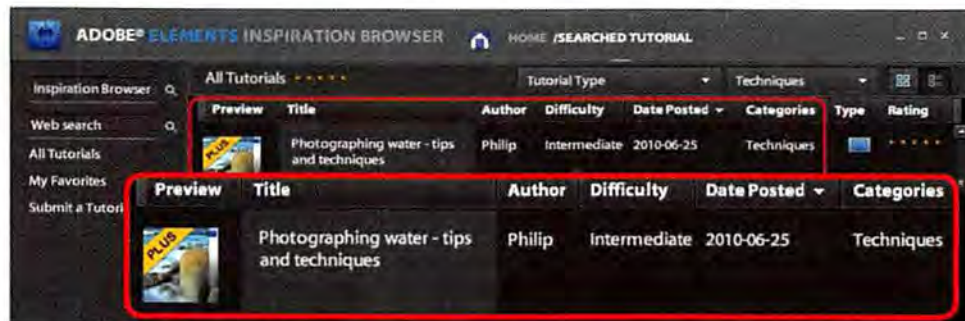 ADOBE® ELEMENTS INSPIRATION BROWSER HOME /SEARCHED TUTORIAL
Inspiration Browser
All Tutorials
Tutorial Type
Techniques
Preview Title Author Difficulty Date Posted Categories Type Rating
Web search
All Tutorials
My Favorites
Submit a Tutori
PLUS
Photographing water - tips
and techniques
Philip
Intermediate
2010-06-25
Techniques
Preview Title Author Difficulty Date Posted Categories
PLUS
Photographing water - tips
and techniques
Philip
Intermediate
2010-06-25
Techniques